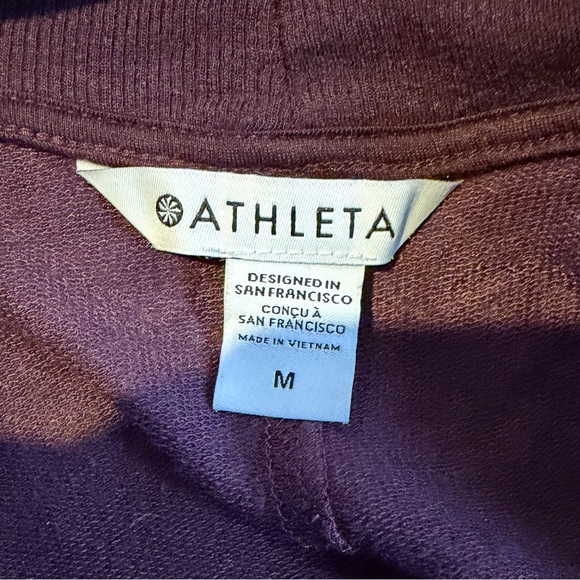 ATHLETA
DESIGNED IN
SAN FRANCISCO
CONÇU À
SAN FRANCISCO
MADE IN VIETNAM
M